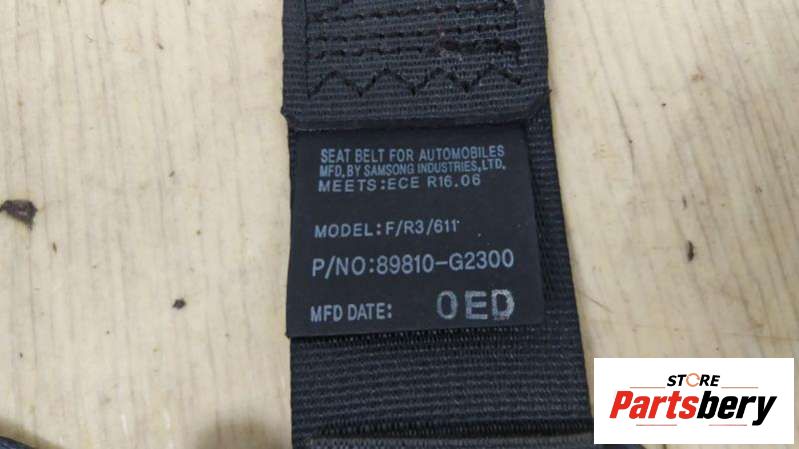 SEAT BELT FOR AUTOMOBILES
MFD.BY SAMSONG INDUSTRIES,LTD.
MEETS:ECE R16.06
MODEL:F/R3/611
P/NO:89810-G2300
MFD DATE: 0ED
STORE
Partsbery